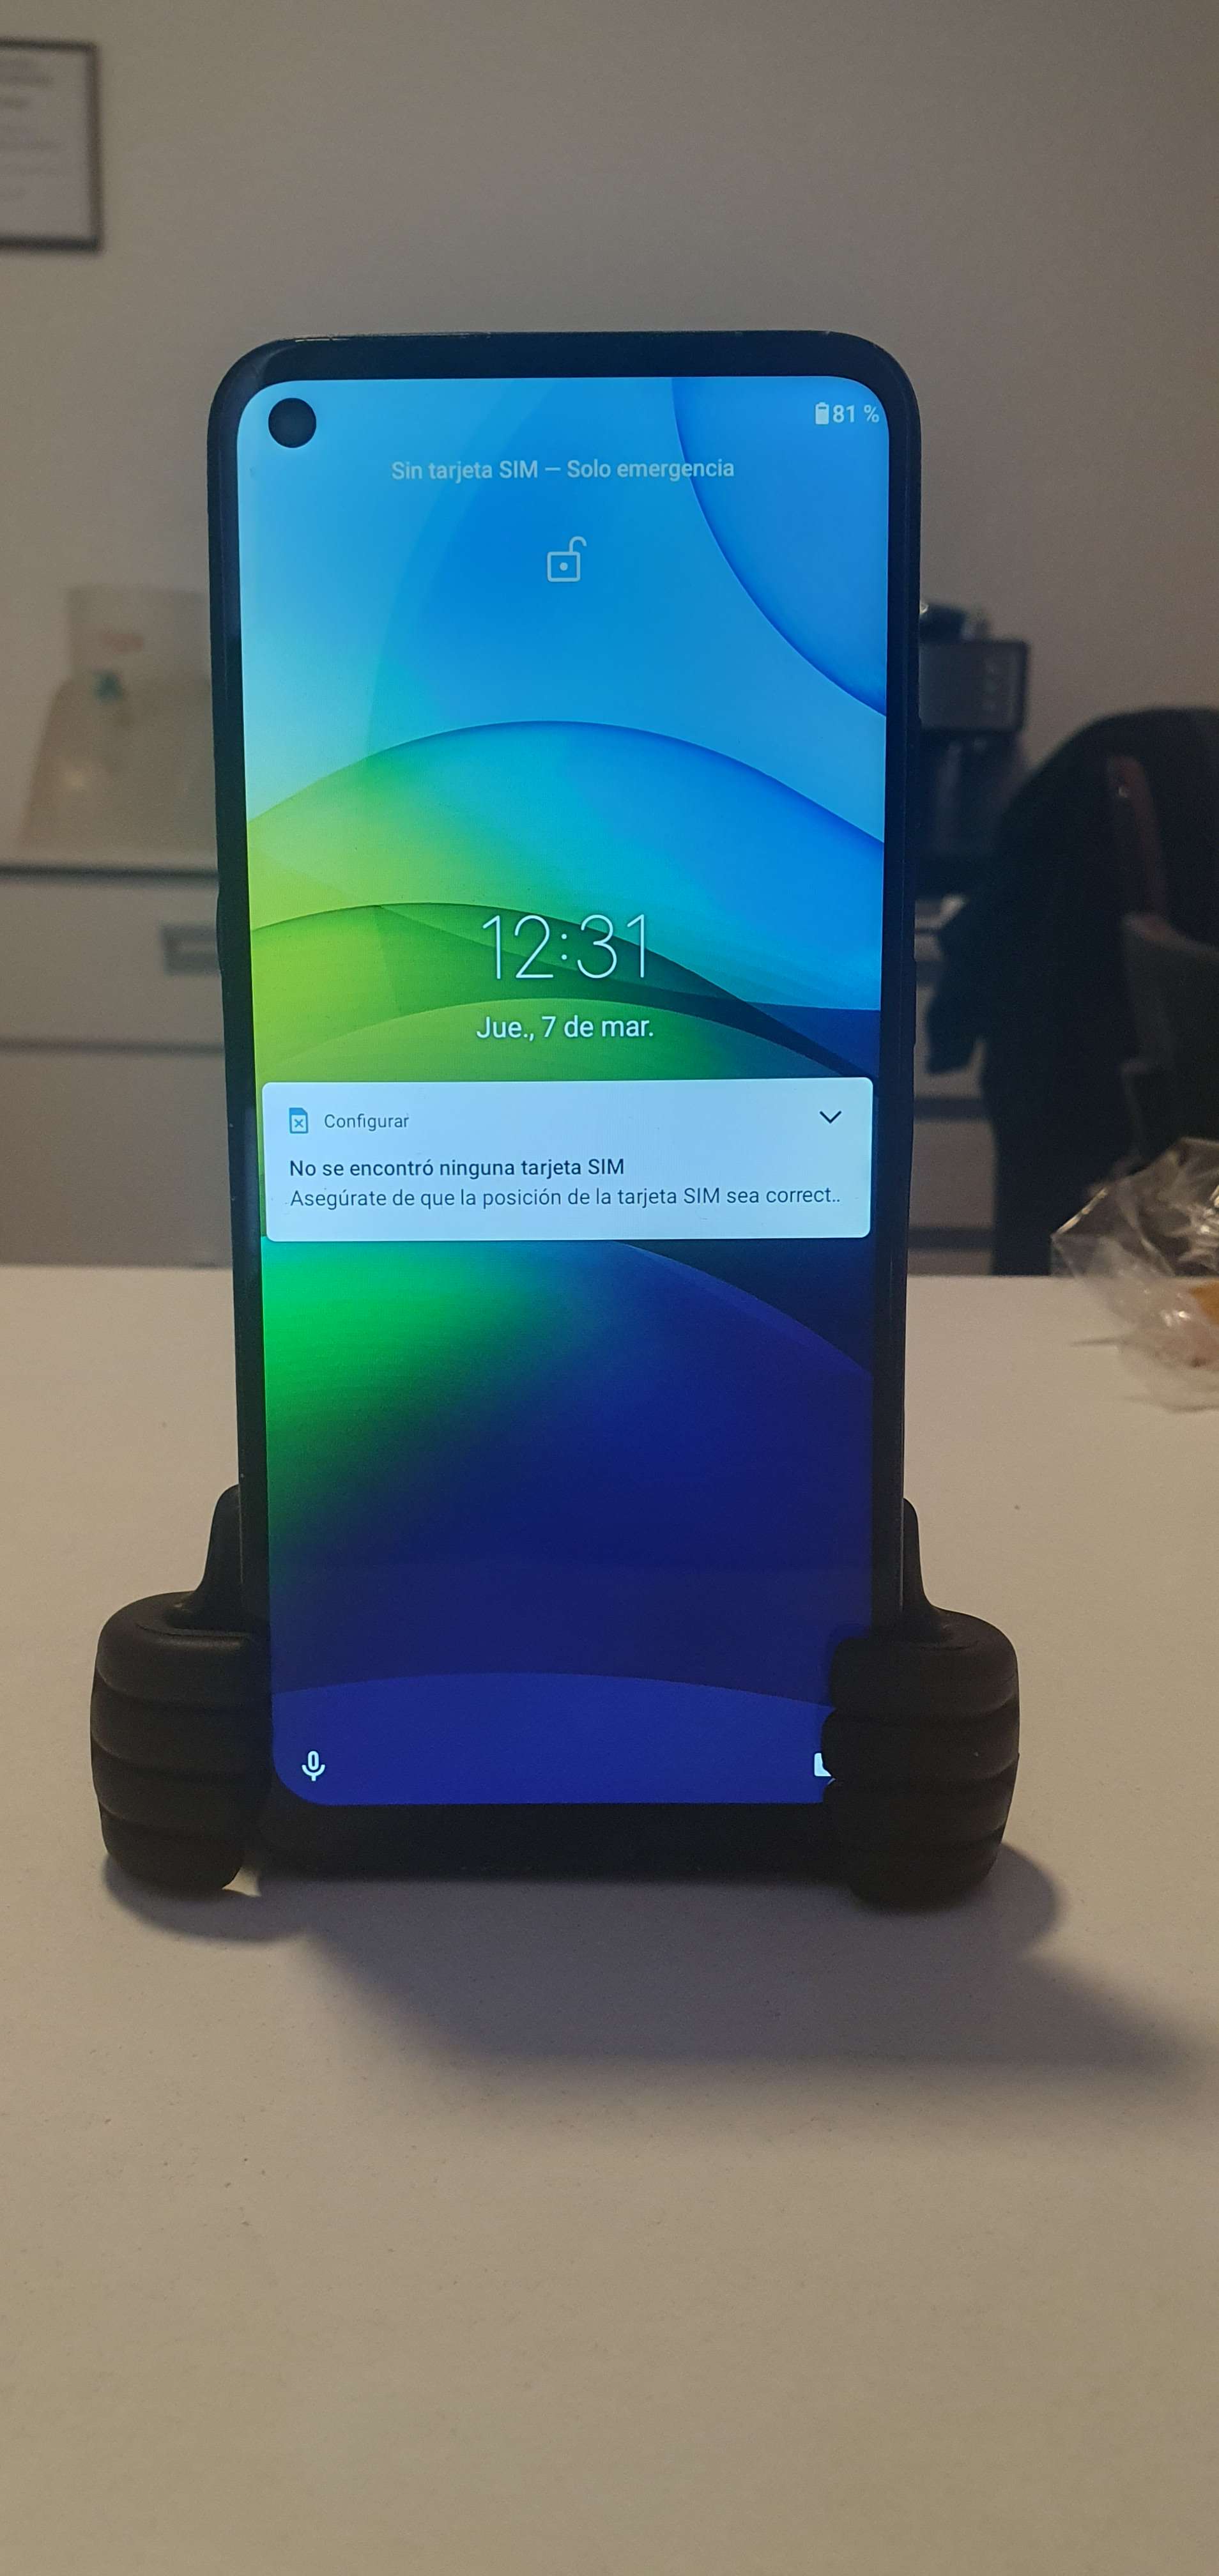 81 %
Sin tarjeta SIM — Solo emergencia
12:31
Jue., 7 de mar.
Configurar
No se encontró ninguna tarjeta SIM
Asegúrate de que la posición de la tarjeta SIM sea correct..